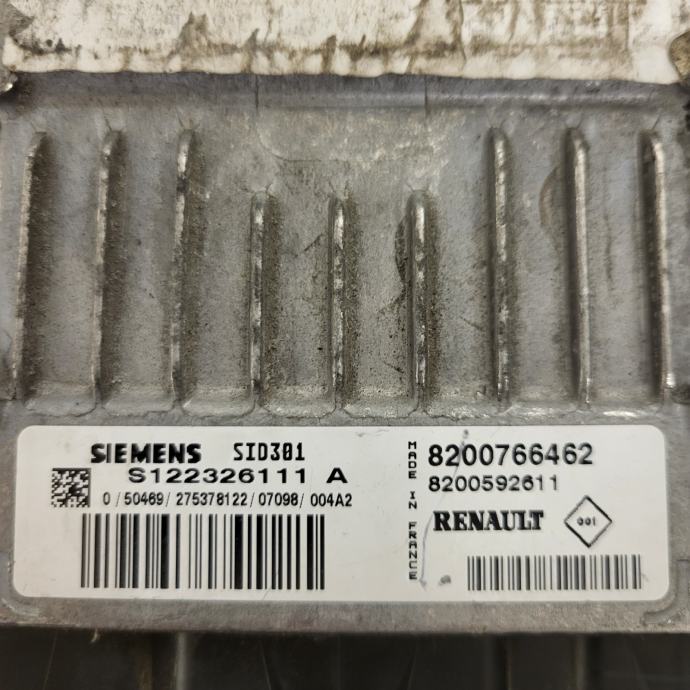 SIEMENS SID301
S122326111 A
0/50469/275378122/07098/004A2
MADE IN FRANCE
8200766462
8200592611
RENAULT 001